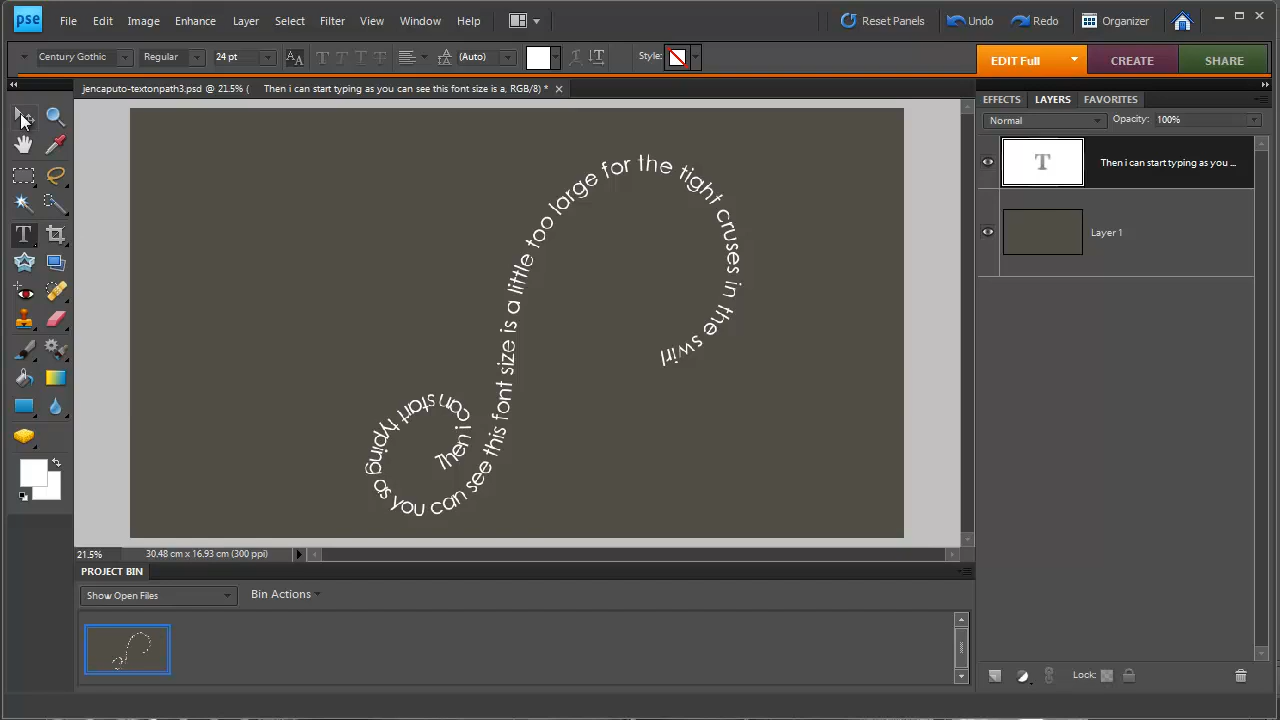 pse File Edit Image Enhance Layer Select Filter View Window Help Reset Panels Undo Redo Organizer
Century Gothic Regular 24 pt (Auto) Style: EDIT Full CREATE SHARE
jencaputo-textonpath3.psd @ 21.5% ( Then i can start typing as you can see this font size is a, RGB/8) *
EFFECTS LAYERS FAVORITES
Normal Opacity: 100%
T Then i can start typing as you ...
Layer 1
Then i can start typing as you can see this font size is a little too large for the tight cruses in the swirl
21.5% 30.48 cm x 16.93 cm (300 ppi)
PROJECT BIN
Show Open Files Bin Actions
Lock: